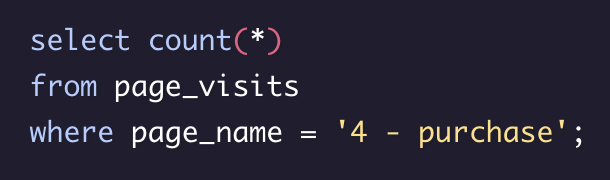 select count(*)
from page_visits
where page_name = '4 - purchase';